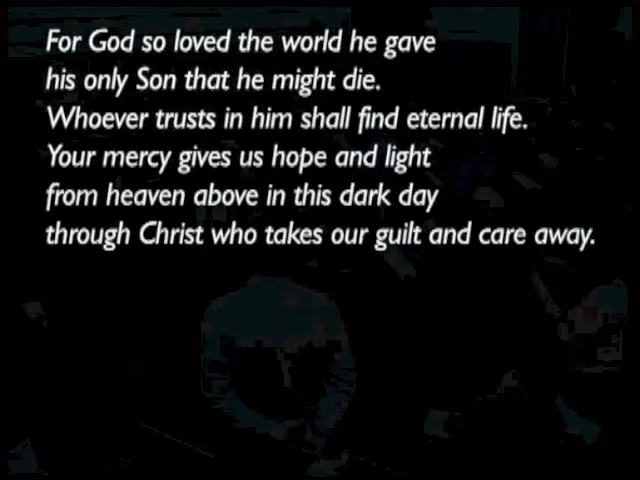 For God so loved the world he gave
his only Son that he might die.
Whoever trusts in him shall find eternal life.
Your mercy gives us hope and light
from heaven above in this dark day
through Christ who takes our guilt and care away.